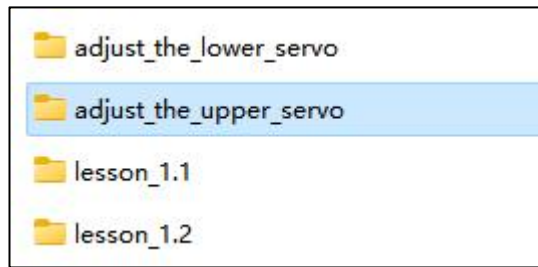 adjust_the_lower_servo
adjust_the_upper_servo
lesson_1.1
lesson_1.2